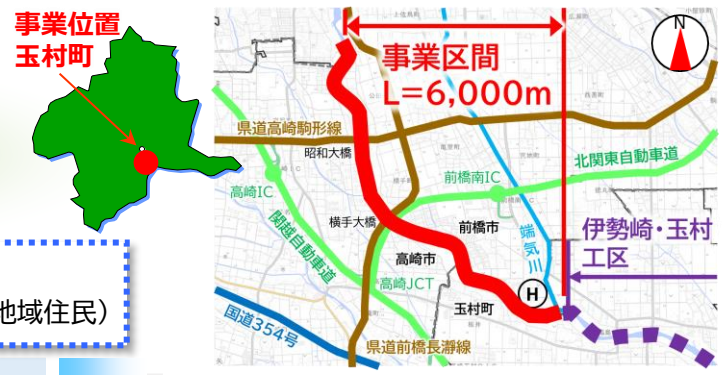 事業位置
玉村町
地域住民）
事業区間
L=6,000m
N
県道高崎駒形線
昭和大橋
北関東自動車道
高崎IC
前橋南IC
関越自動車道
横手大橋
前橋市
端気川
伊勢崎・玉村
工区
高崎市
高崎JCT
H
玉村町
国道354号
県道前橋長瀞線